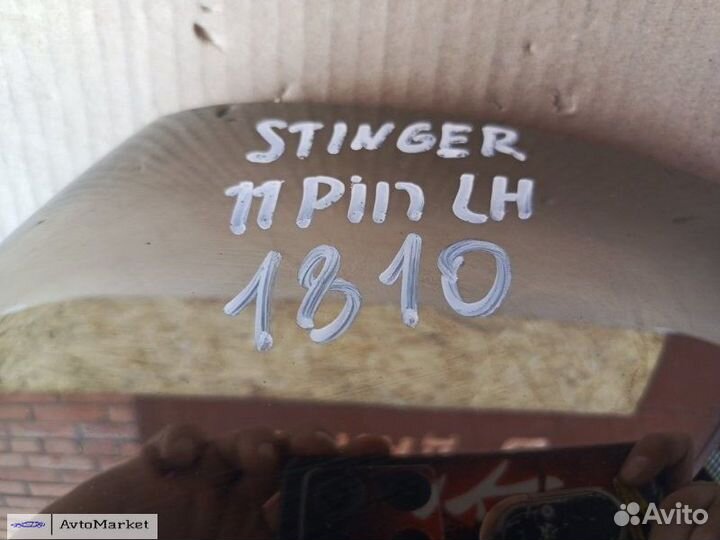 STINGER
11 Pin LH
1810
AvtoMarket
Avito